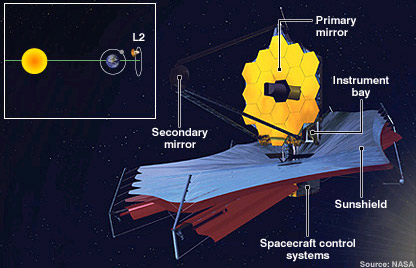 L2
Primary
mirror
Instrument
bay
Secondary
mirror
Sunshield
Spacecraft control
systems
Source: NASA